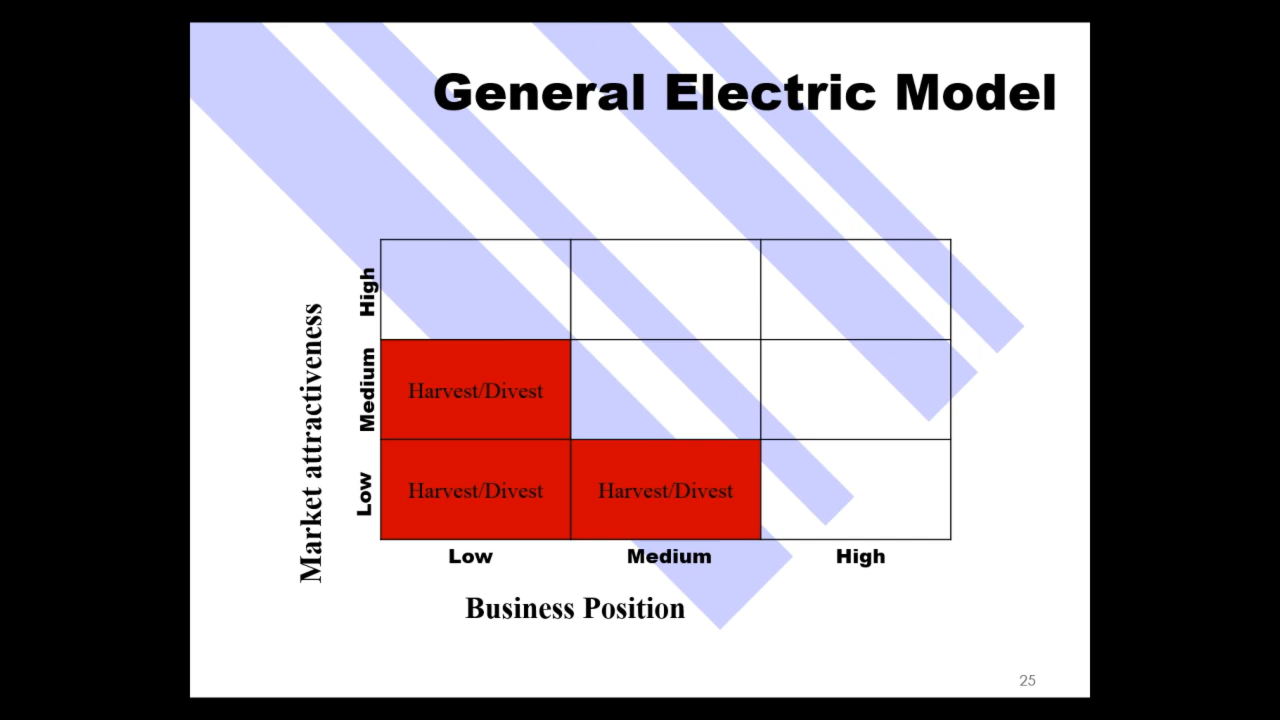 General Electric Model
Market attractiveness
High
Medium
Harvest/Divest
Low
Harvest/Divest Harvest/Divest
Low Medium High
Business Position
25